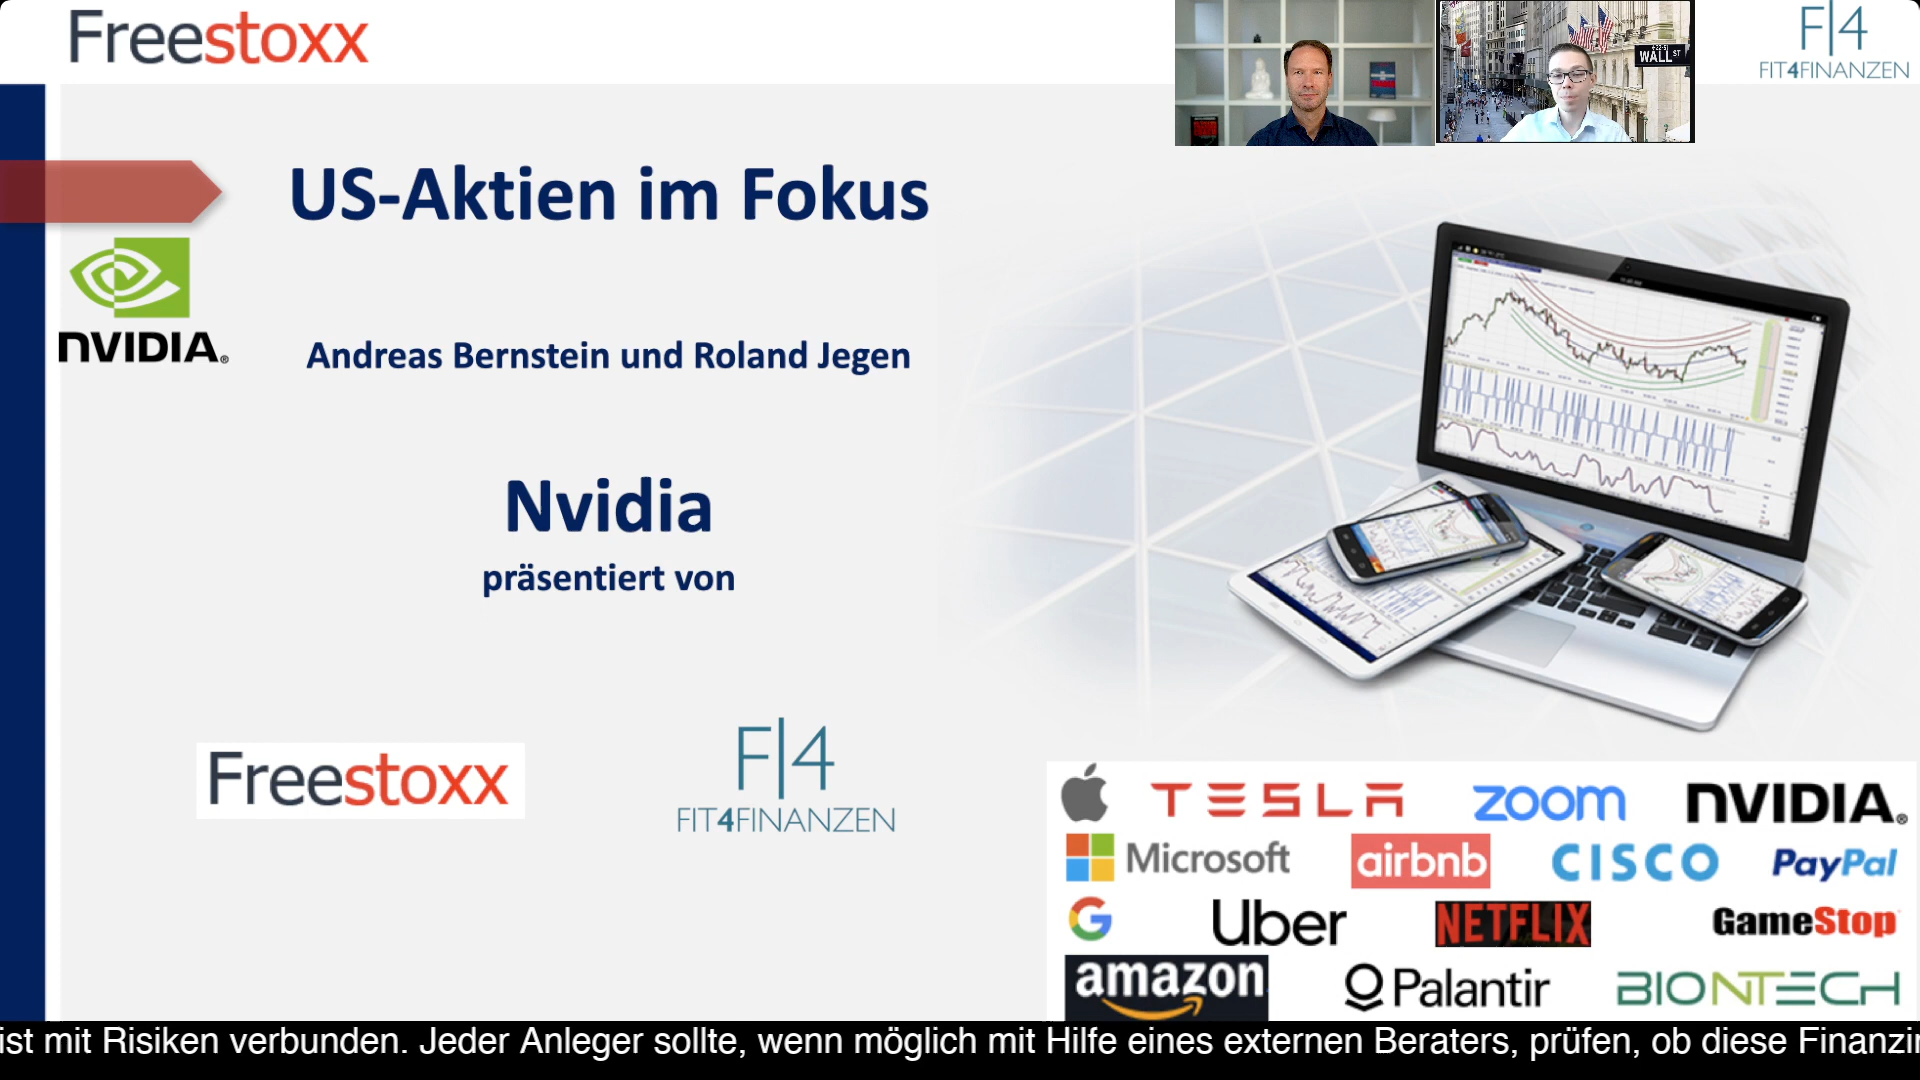 Freestoxx
WALL ST
F|4
FIT4FINANZEN
US-Aktien im Fokus
NVIDIA®
Andreas Bernstein und Roland Jegen
Nvidia
präsentiert von
Freestoxx
F|4
FIT4FINANZEN
TESLA zoom NVIDIA®
Microsoft airbnb CISCO PayPal
G Uber NETFLIX GameStop
amazon Palantir BIONTECH
ist mit Risiken verbunden. Jeder Anleger sollte, wenn möglich mit Hilfe eines externen Beraters, prüfen, ob diese Finanzi